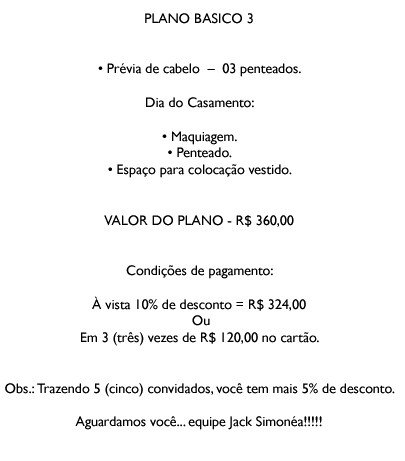 PLANO BASICO 3
• Prévia de cabelo – 03 penteados.
Dia do Casamento:
• Maquiagem.
• Penteado.
• Espaço para colocação vestido.
VALOR DO PLANO - R$ 360,00
Condições de pagamento:
À vista 10% de desconto = R$ 324,00
Ou
Em 3 (três) vezes de R$ 120,00 no cartão.
Obs.: Trazendo 5 (cinco) convidados, você tem mais 5% de desconto.
Aguardamos você... equipe Jack Simonéa!!!!!